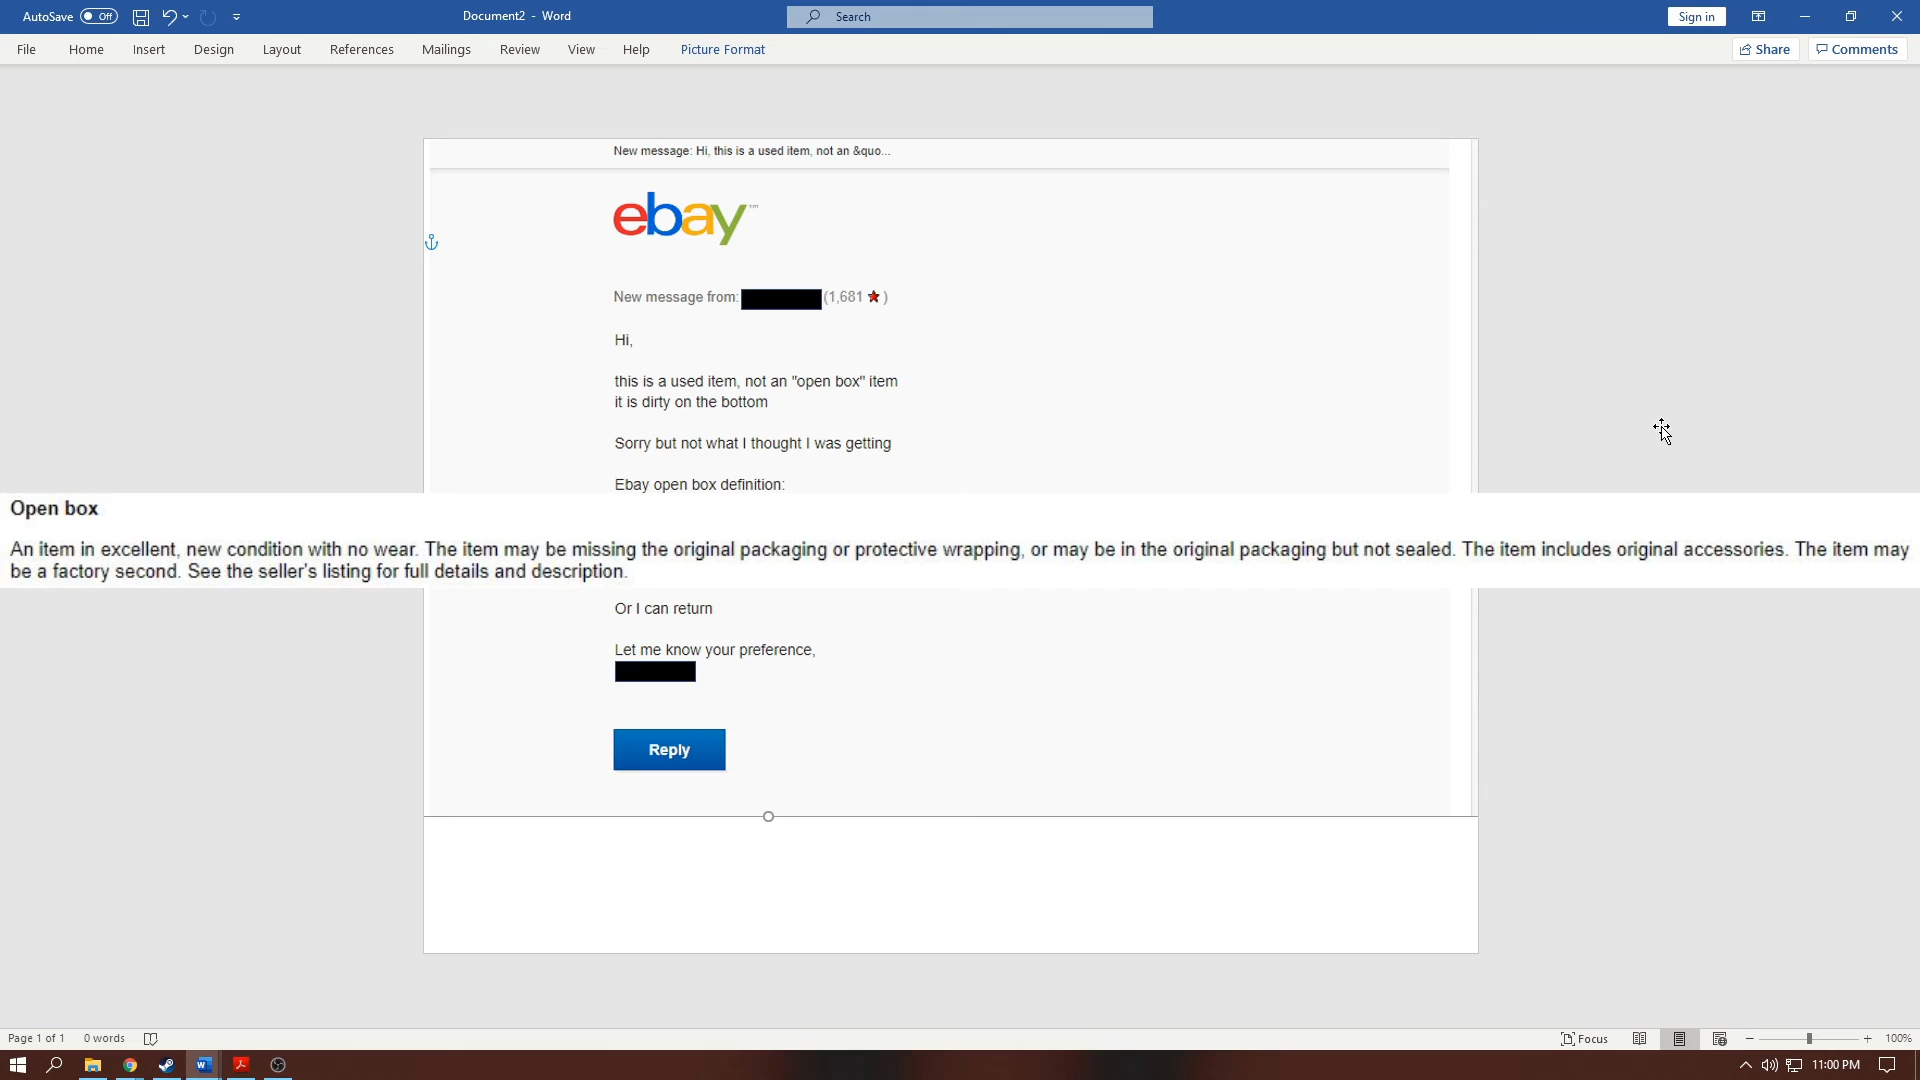 AutoSave Off Document2 - Word Search Sign in
File Home Insert Design Layout References Mailings Review View Help Picture Format Share Comments
New message: Hi, this is a used item, not an &quo...
ebay™
New message from: (1,681 ★ )
Hi,
this is a used item, not an "open box" item
it is dirty on the bottom
Sorry but not what I thought I was getting
Ebay open box definition:
Open box
An item in excellent, new condition with no wear. The item may be missing the original packaging or protective wrapping, or may be in the original packaging but not sealed. The item includes original accessories. The item may
be a factory second. See the seller's listing for full details and description.
Or I can return
Let me know your preference,
Reply
Page 1 of 1 0 words Focus 100%
11:00 PM